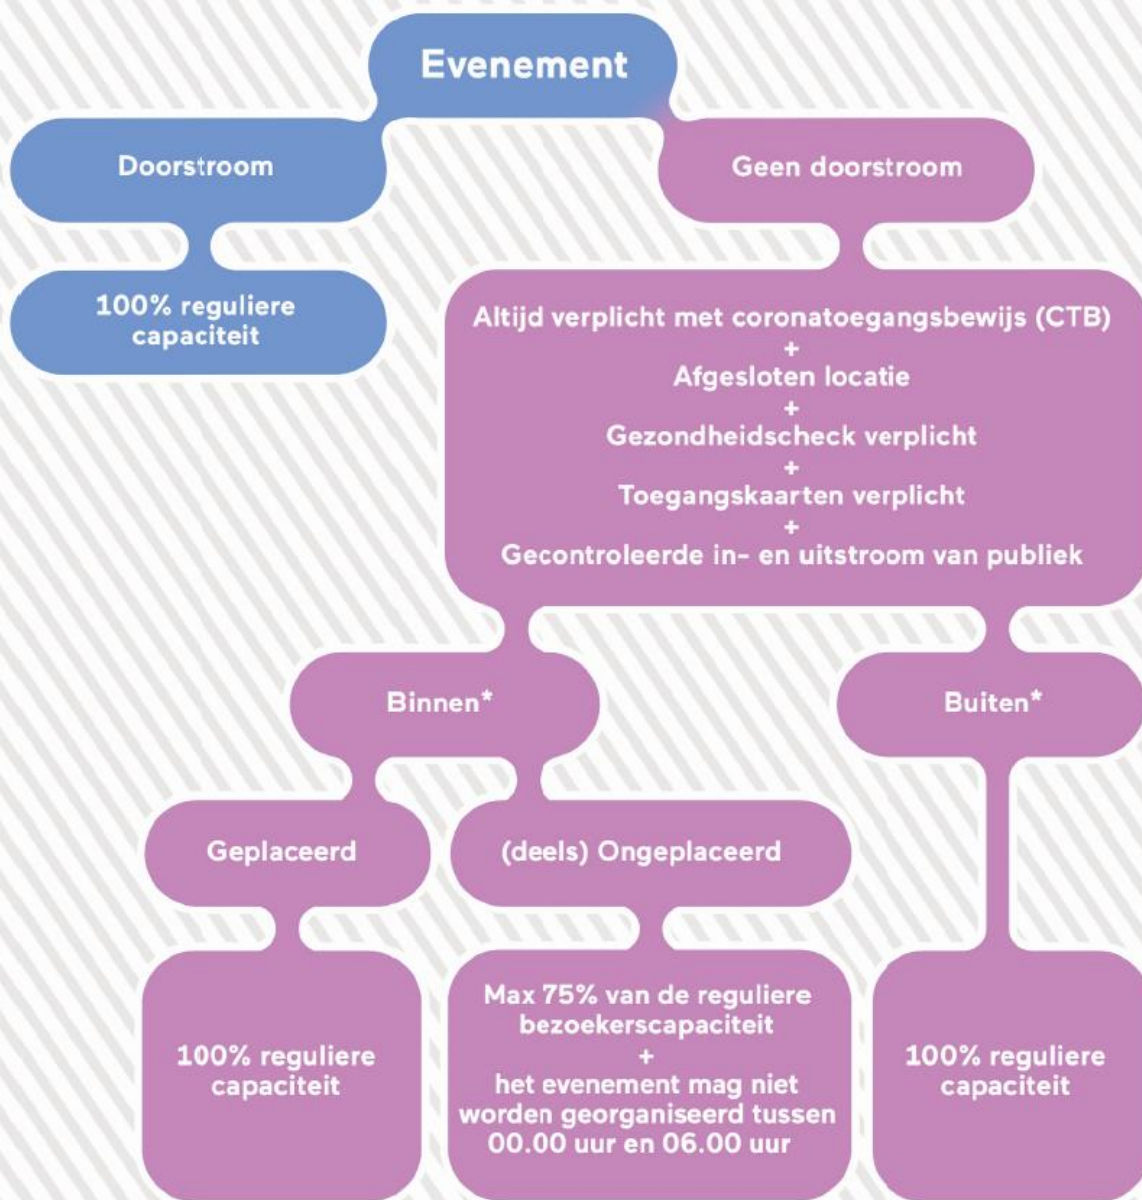 Evenement
Doorstroom
Geen doorstroom
100% reguliere
capaciteit
Altijd verplicht met coronatoegangsbewijs (CTB)
+
Afgesloten locatie
+
Gezondheidscheck verplicht
+
Toegangskaarten verplicht
+
Gecontroleerde in- en uitstroom van publiek
Binnen*
Buiten*
Geplaceerd
(deels) Ongeplaceerd
100% reguliere
capaciteit
Max 75% van de reguliere
bezoekerscapaciteit
+
het evenement mag niet
worden georganiseerd tussen
00.00 uur en 06.00 uur
100% reguliere
capaciteit